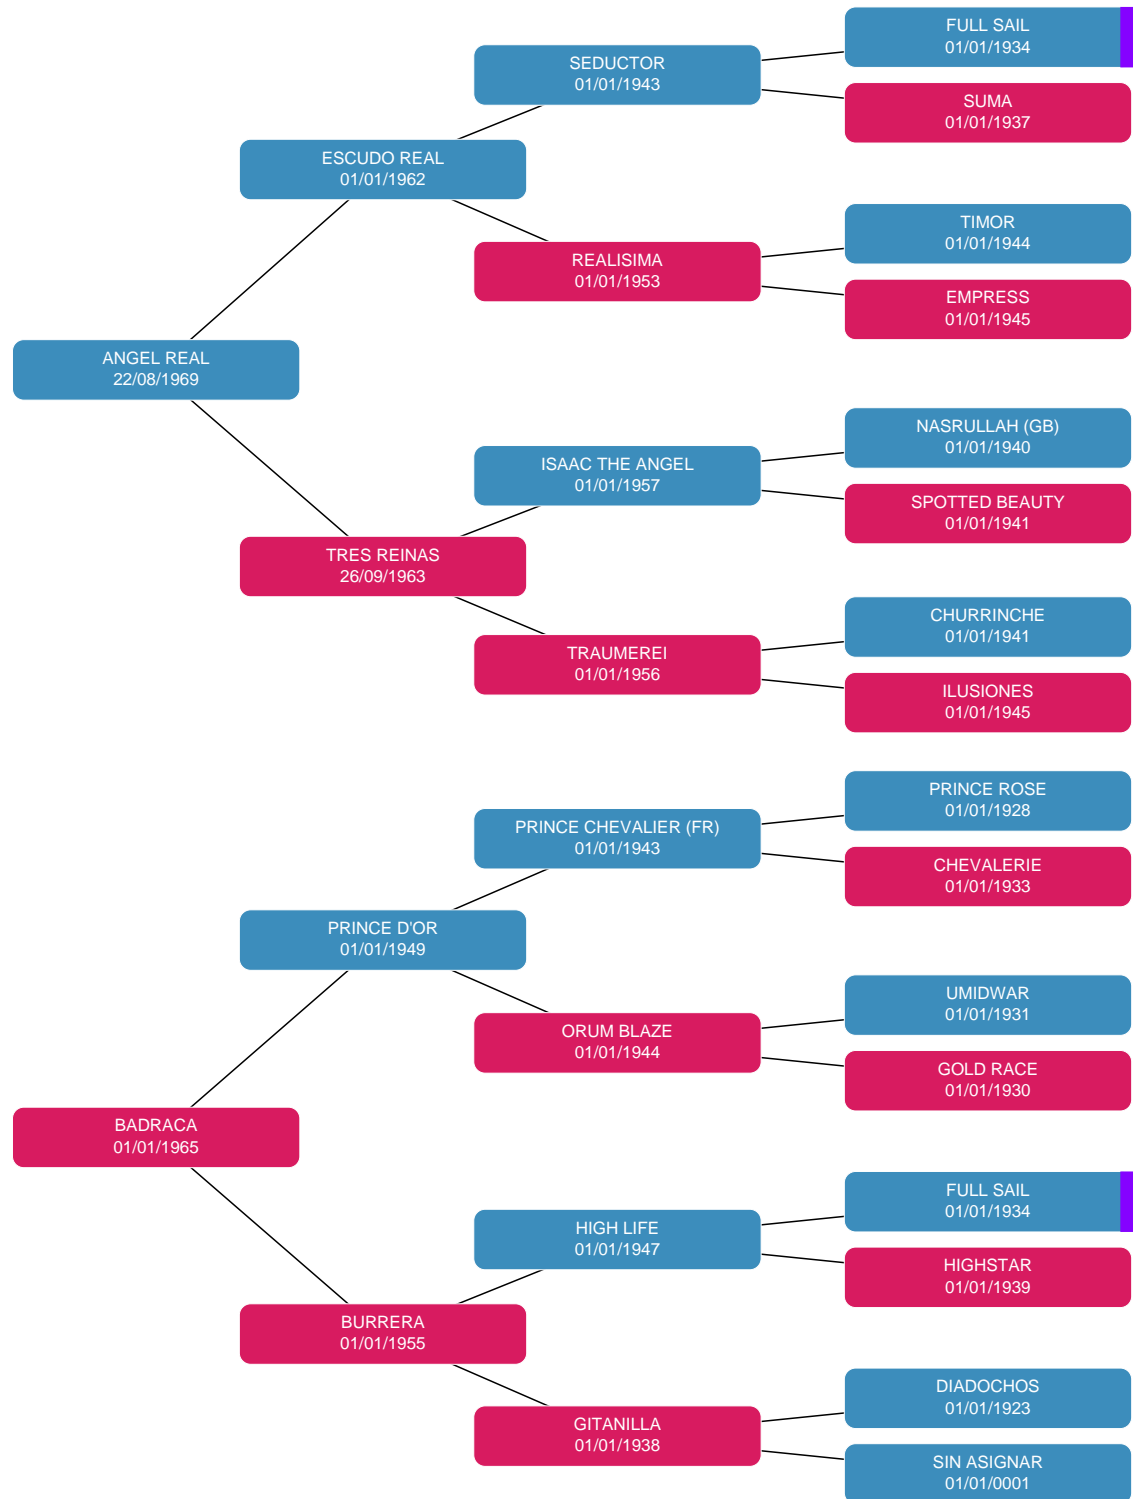 FULL SAIL
01/01/1934
SEDUCTOR
01/01/1943
SUMA
01/01/1937
ESCUDO REAL
01/01/1962
TIMOR
01/01/1944
REALISIMA
01/01/1953
EMPRESS
01/01/1945
ANGEL REAL
22/08/1969
NASRULLAH (GB)
01/01/1940
ISAAC THE ANGEL
01/01/1957
SPOTTED BEAUTY
01/01/1941
TRES REINAS
26/09/1963
CHURRINCHE
01/01/1941
TRAUMEREI
01/01/1956
ILUSIONES
01/01/1945
PRINCE ROSE
01/01/1928
PRINCE CHEVALIER (FR)
01/01/1943
CHEVALERIE
01/01/1933
PRINCE D'OR
01/01/1949
UMIDWAR
01/01/1931
ORUM BLAZE
01/01/1944
GOLD RACE
01/01/1930
BADRACA
01/01/1965
FULL SAIL
01/01/1934
HIGH LIFE
01/01/1947
HIGHSTAR
01/01/1939
BURRERA
01/01/1955
DIADOCHOS
01/01/1923
GITANILLA
01/01/1938
SIN ASIGNAR
01/01/0001